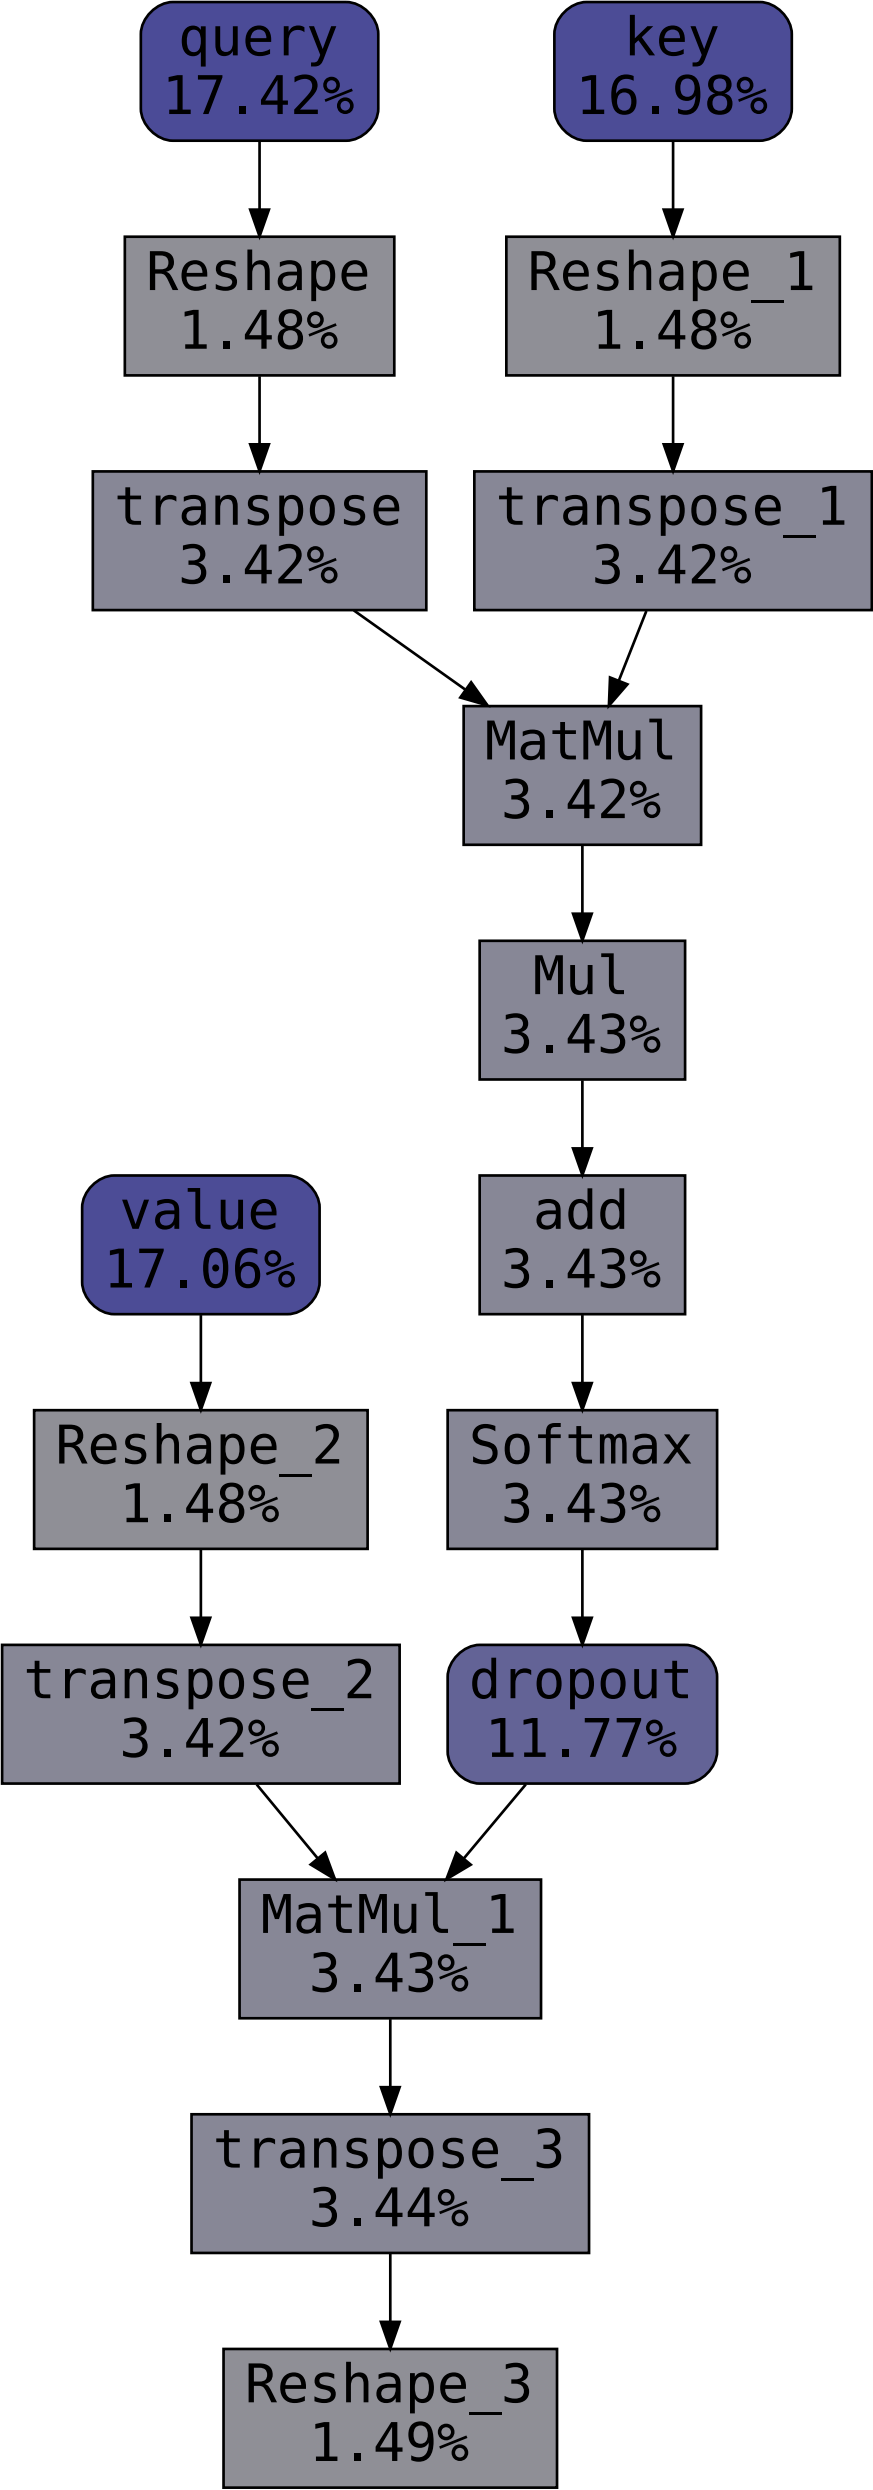 query
17.42%
key
16.98%
Reshape
1.48%
Reshape_1
1.48%
transpose
3.42%
transpose_1
3.42%
MatMul
3.42%
Mul
3.43%
add
3.43%
value
17.06%
Softmax
3.43%
Reshape_2
1.48%
transpose_2
3.42%
dropout
11.77%
MatMul_1
3.43%
transpose_3
3.44%
Reshape_3
1.49%